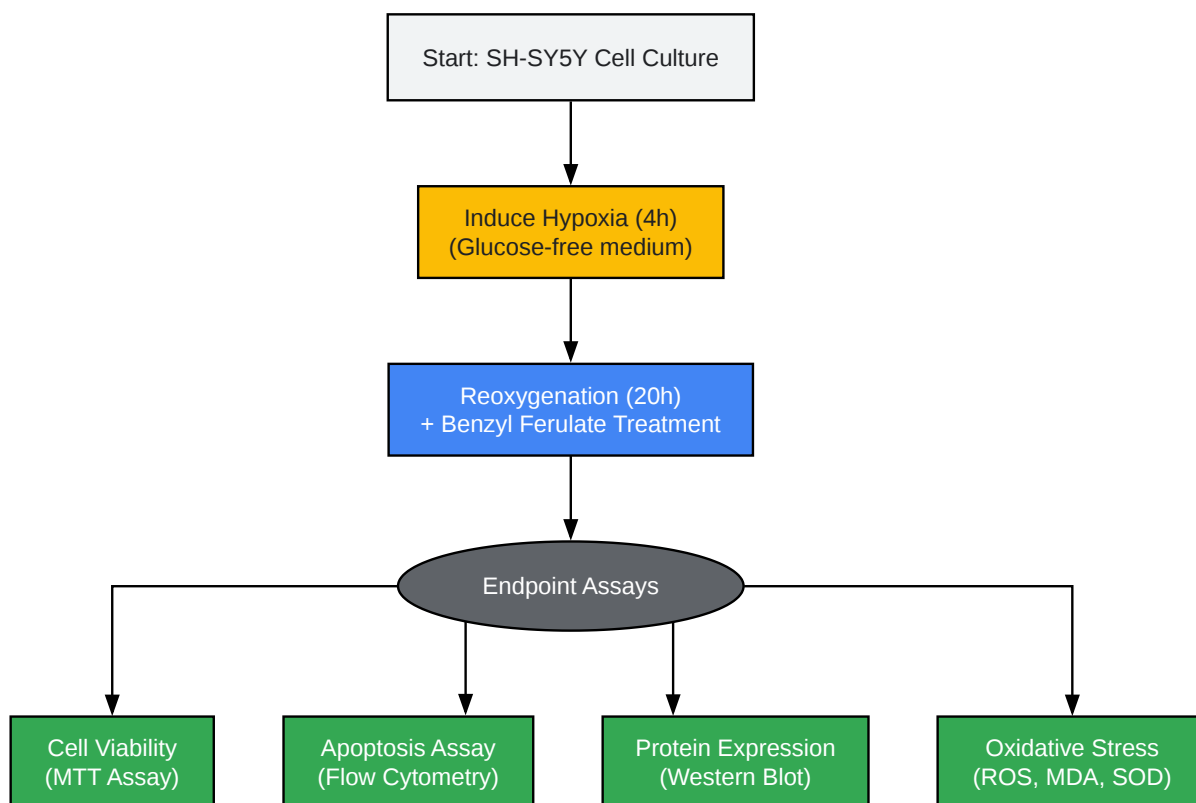 Start: SH-SY5Y Cell Culture
Induce Hypoxia (4h)
(Glucose-free medium)
Reoxygenation (20h)
+ Benzyl Ferulate Treatment
Endpoint Assays
Cell Viability
(MTT Assay)
Apoptosis Assay
(Flow Cytometry)
Protein Expression
(Western Blot)
Oxidative Stress
(ROS, MDA, SOD)